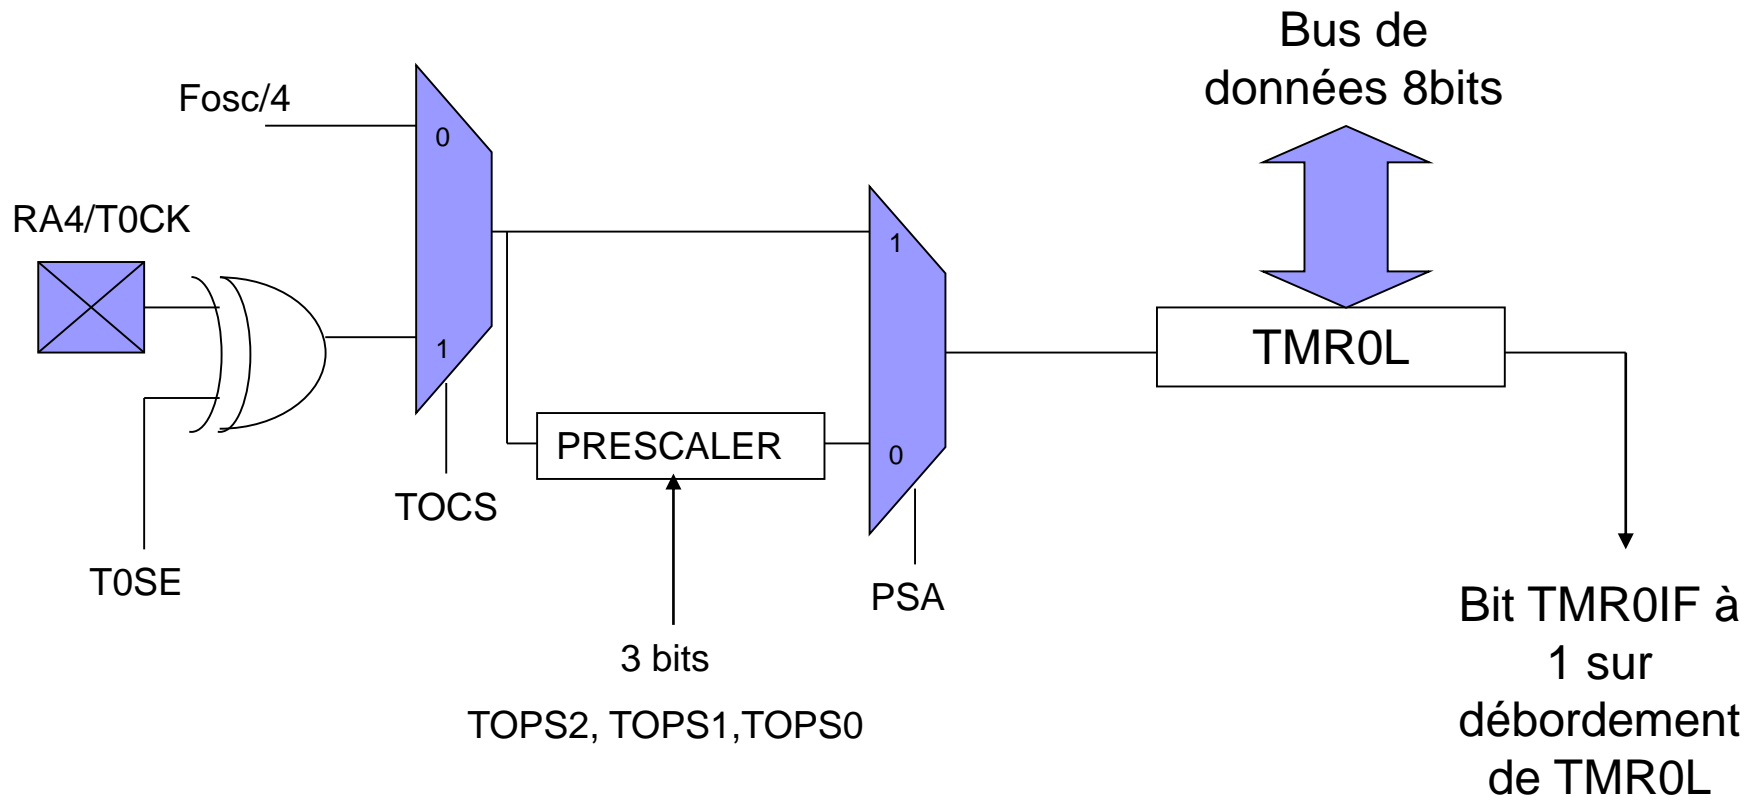 Bus de
données 8bits
Fosc/4
0
RA4/T0CK
1
1
TMR0L
PRESCALER
0
TOCS
T0SE
PSA
Bit TMR0IF à
1 sur
débordement
de TMR0L
3 bits
TOPS2, TOPS1,TOPS0